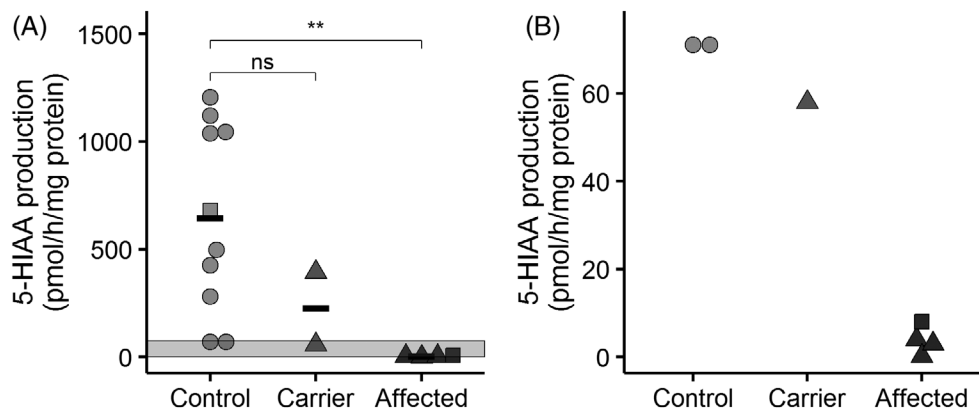 (A)
5-HIAA production
(pmol/h/mg protein)
1500
1000
500
0
**
ns
Control Carrier Affected
(B)
5-HIAA production
(pmol/h/mg protein)
60
40
20
0
Control Carrier Affected